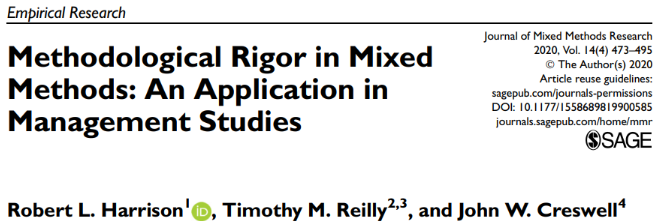 Empirical Research
Journal of Mixed Methods Research
2020, Vol. 14(4) 473–495
© The Author(s) 2020
Article reuse guidelines:
sagepub.com/journals-permissions
DOI: 10.1177/1558689819900585
journals.sagepub.com/home/mmr
SAGE
Methodological Rigor in Mixed
Methods: An Application in
Management Studies
Robert L. Harrison1 iD, Timothy M. Reilly2,3, and John W. Creswell4